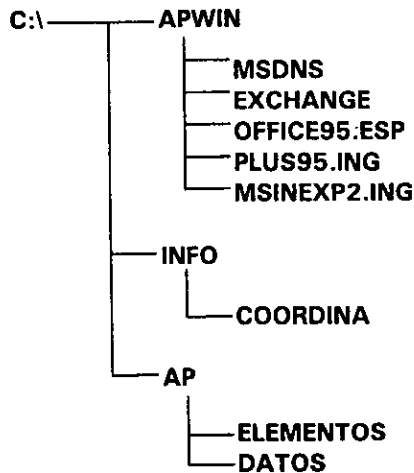 C:\ APWIN
MSDNS
EXCHANGE
OFFICE95.ESP
PLUS95.ING
MSINEXP2.ING
INFO
COORDINA
AP
ELEMENTOS
DATOS